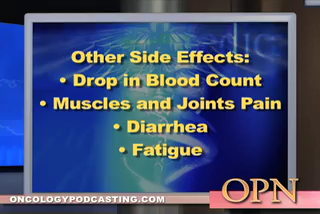 Other Side Effects:
• Drop in Blood Count
• Muscles and Joints Pain
• Diarrhea
• Fatigue
ONCOLOGYPODCASTING.COM
OPN